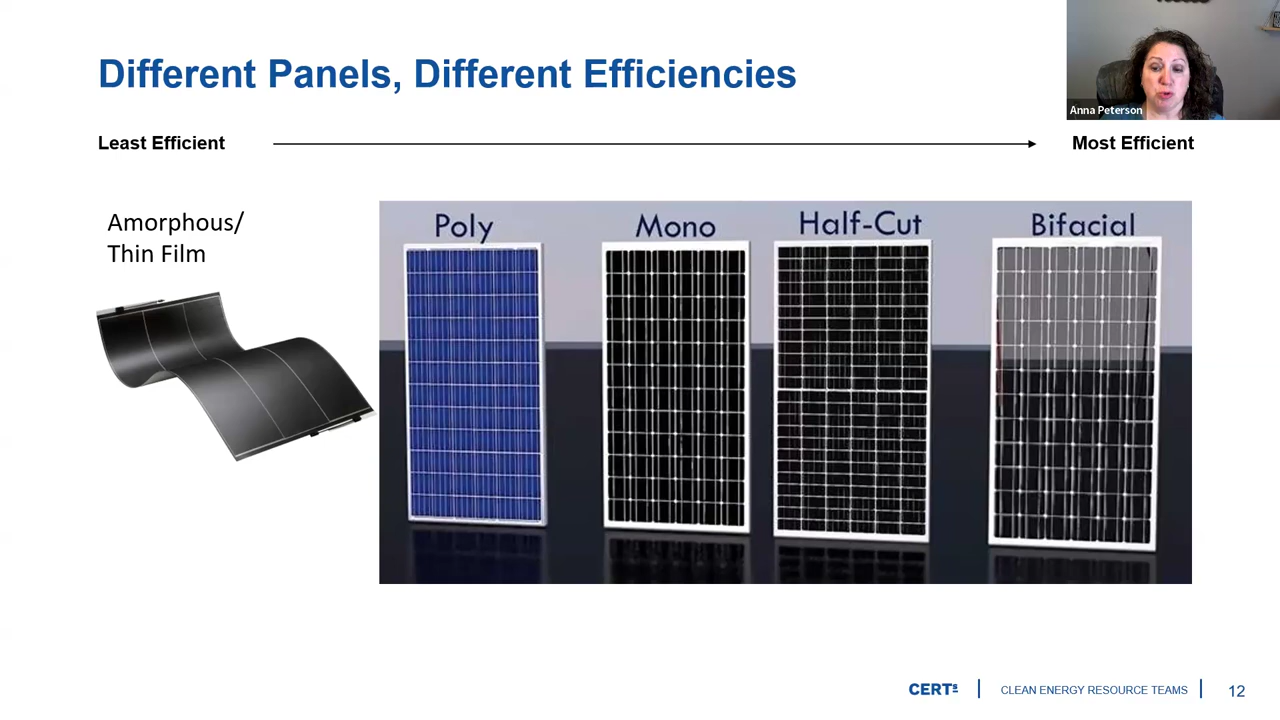 Different Panels, Different Efficiencies
Anna Peterson
Least Efficient
Most Efficient
Amorphous/
Thin Film
Poly
Mono
Half-Cut
Bifacial
CERTs
CLEAN ENERGY RESOURCE TEAMS
12